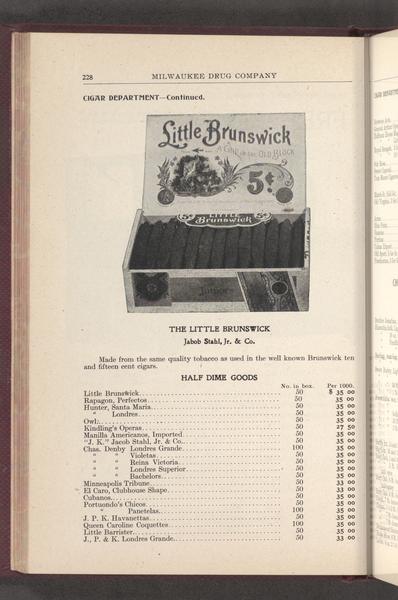 228
MILWAUKEE DRUG COMPANY
CIGAR DEPARTMENT—Continued.
Little Brunswick
A CHIP OF THE OLD BLOCK
5¢
LITTLE
Brunswick
THE LITTLE BRUNSWICK
Jabob Stahl, Jr. & Co.
Made from the same quality tobacco as used in the well known Brunswick ten
and fifteen cent cigars.
HALF DIME GOODS
No. in box. Per 1000.
Little Brunswick 50 $ 35 00
Rapagon, Perfectos 50 35 00
Hunter, Santa Maria 50 35 00
" Londres 50 35 00
Owl 50 35 00
Kindling's Operas 50 27 50
Manilla Americanos, Imported 50 35 00
"J. K." Jacob Stahl, Jr. & Co. 50 35 00
Chas. Denby Londres Grande 100 35 00
" " Violetas 50 35 00
" " Reina Victoria 50 35 00
" " Londres Superior 50 35 00
" " Bachelors 50 35 00
Minneapolis Tribune 50 33 00
El Caro, Clubhouse Shape 50 33 00
Cubanos 50 35 00
Portuondo's Chicos 50 35 00
" Panetelas 100 35 00
J. P. K. Havanettas 50 35 00
Queen Caroline Coquettes 100 35 00
Little Barrister 50 35 00
J., P. & K. Londres Grande 50 33 00